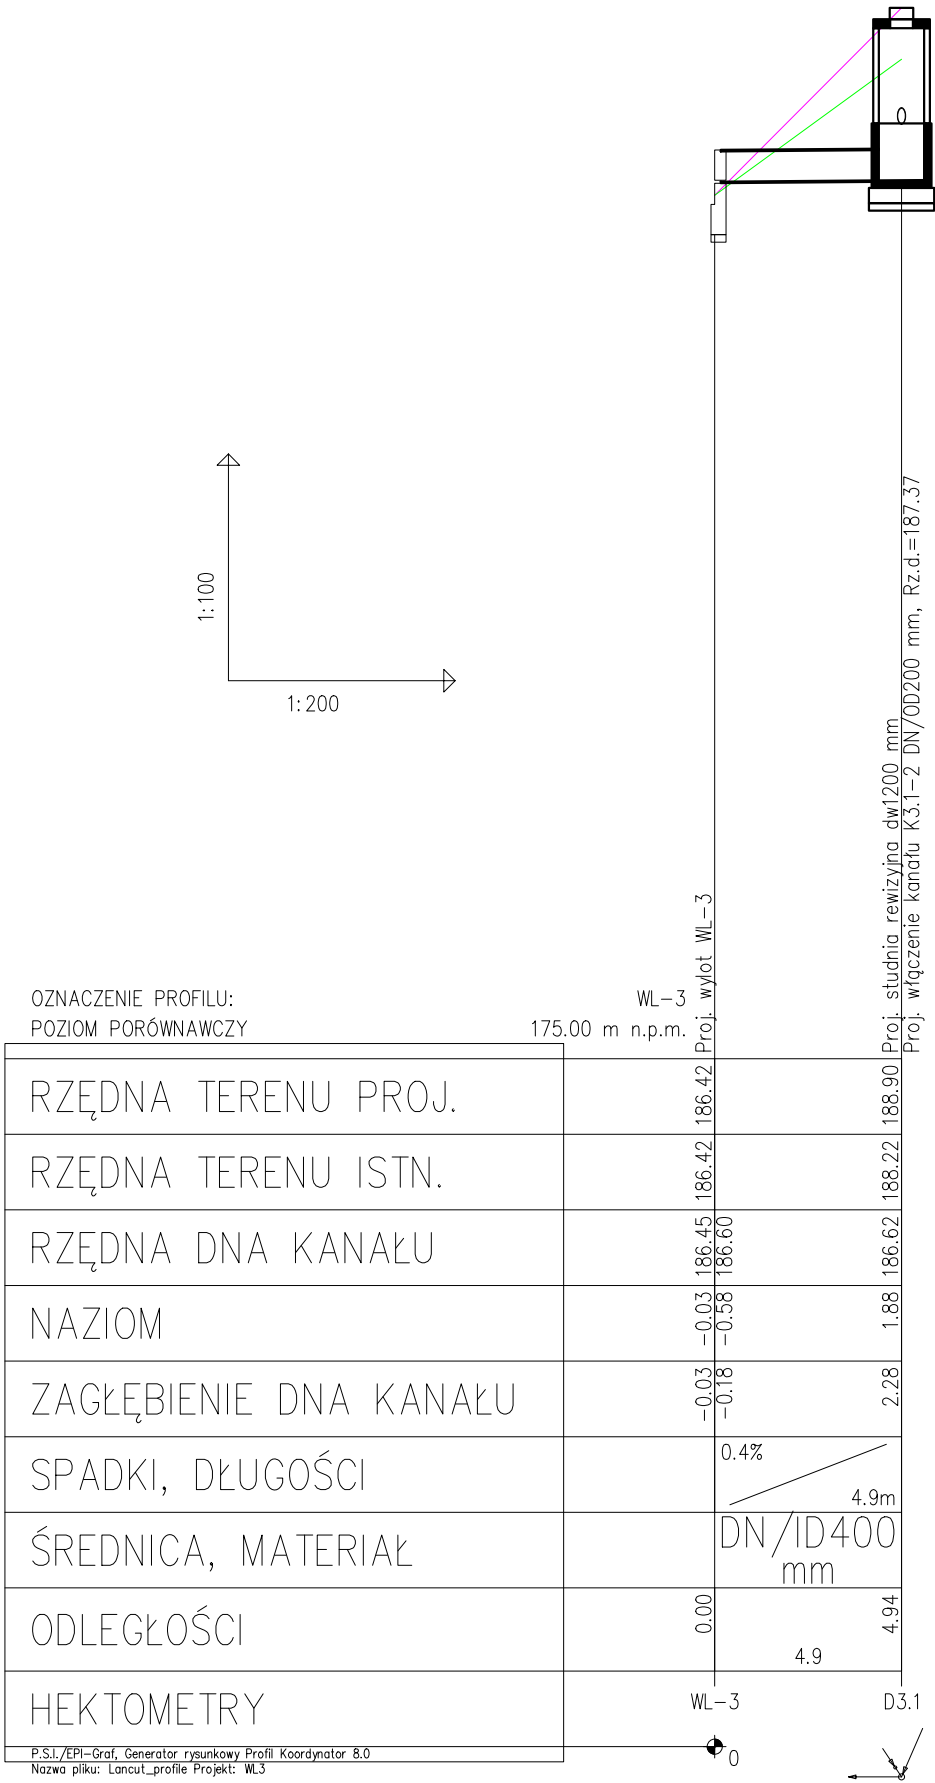 1:100
1:200
Proj. wylot WL-3
Proj. studnia rewizyjna dw1200 mm
Proj. włączenie kanału K3.1-2 DN/OD200 mm, Rz.d.=187.37
OZNACZENIE PROFILU: WL-3
POZIOM PORÓWNAWCZY 175.00 m n.p.m.
RZĘDNA TERENU PROJ. 186.42 188.90
RZĘDNA TERENU ISTN. 186.42 188.22
RZĘDNA DNA KANAŁU 186.45 186.60 186.62
NAZIOM -0.03 -0.58 1.88
ZAGŁĘBIENIE DNA KANAŁU -0.03 -0.18 2.28
SPADKI, DŁUGOŚCI 0.4% 4.9m
ŚREDNICA, MATERIAŁ DN/ID400
mm
ODLEGŁOŚCI 0.00 4.9 4.94
HEKTOMETRY WL-3 D3.1
0
P.S.I./EPI-Graf, Generator rysunkowy Profil Koordynator 8.0
Nazwa pliku: Lancut_profile Projekt: WL3